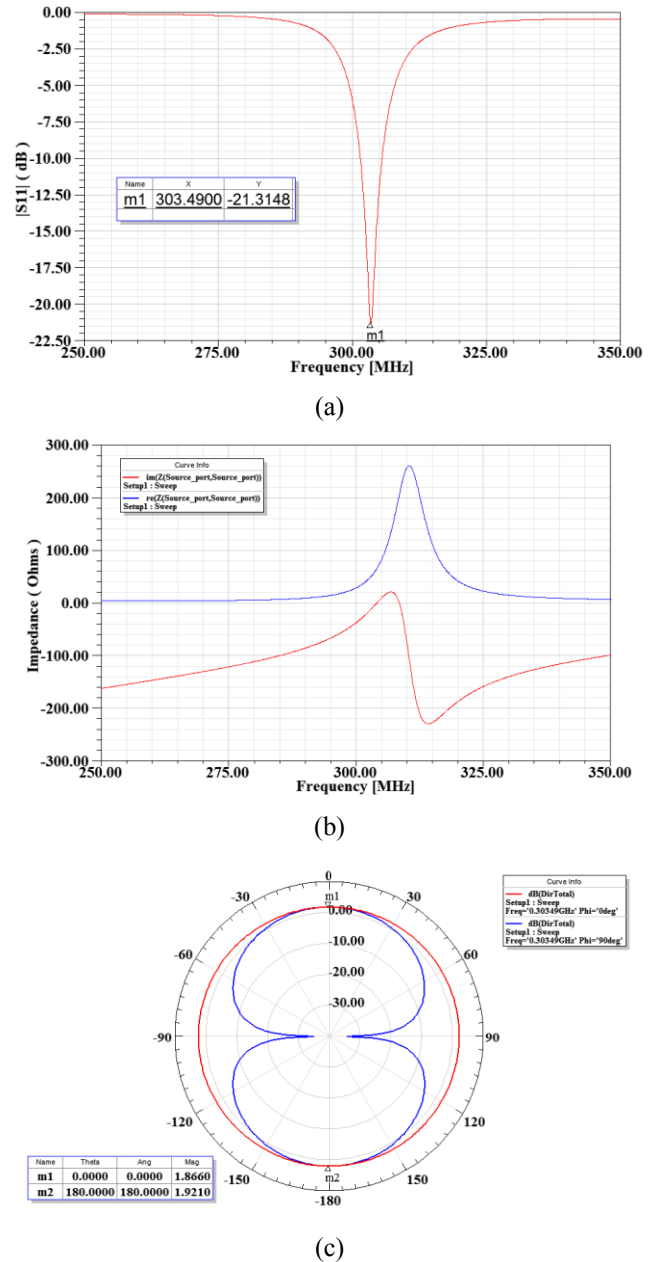 0.00
-2.50
-5.00
-7.50
-10.00
-12.50
-15.00
-17.50
-20.00
-22.50
|S11| ( dB )
Name X Y
m1 303.4900 -21.3148
m1
250.00 275.00 300.00 325.00 350.00
Frequency [MHz]
(a)
300.00
200.00
100.00
0.00
-100.00
-200.00
-300.00
Impedance ( Ohms )
Curve Info
im(Z(Source_port,Source_port))
Setup1 : Sweep
re(Z(Source_port,Source_port))
Setup1 : Sweep
250.00 275.00 300.00 325.00 350.00
Frequency [MHz]
(b)
0
m1
-30 30
-60 60
-90 90
-120 120
-150 150
-180
0.00
-10.00
-20.00
-30.00
m2
Curve Info
dB(DirTotal)
Setup1 : Sweep
Freq='0.30349GHz' Phi='0deg'
dB(DirTotal)
Setup1 : Sweep
Freq='0.30349GHz' Phi='90deg'
Name Theta Ang Mag
m1 0.0000 0.0000 1.8660
m2 180.0000 180.0000 1.9210
(c)